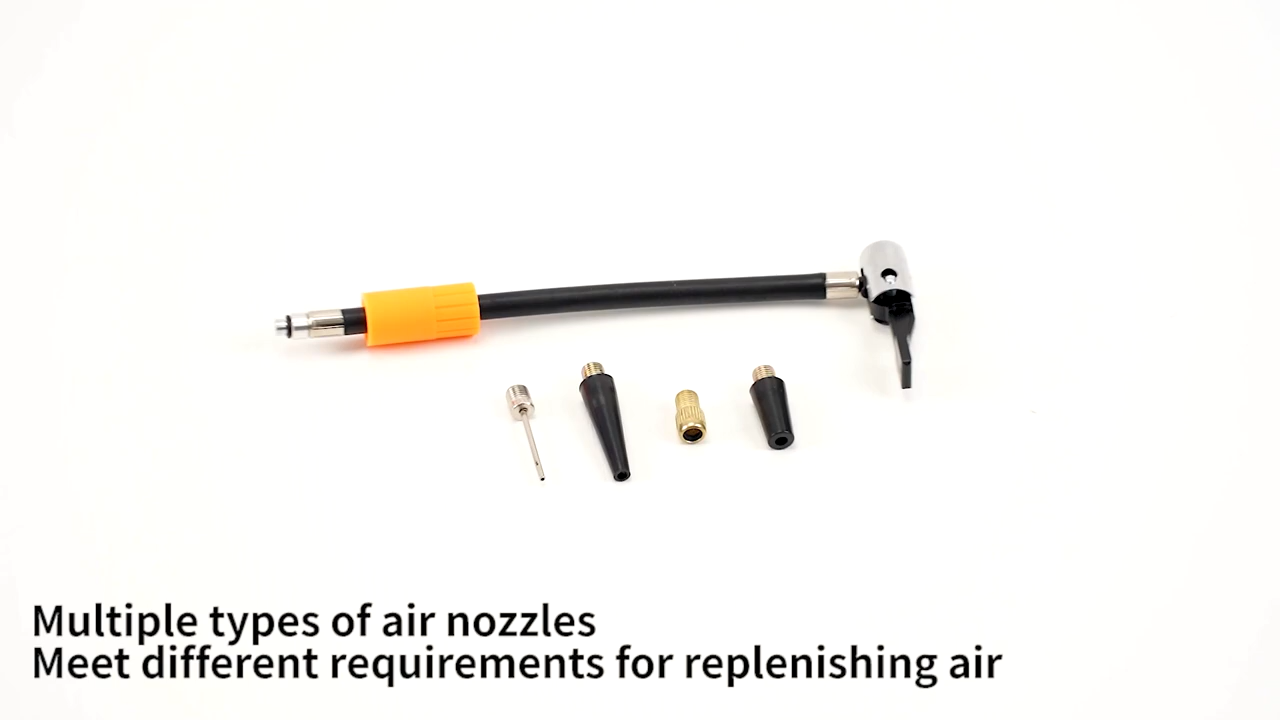 Multiple types of air nozzles
Meet different requirements for replenishing air